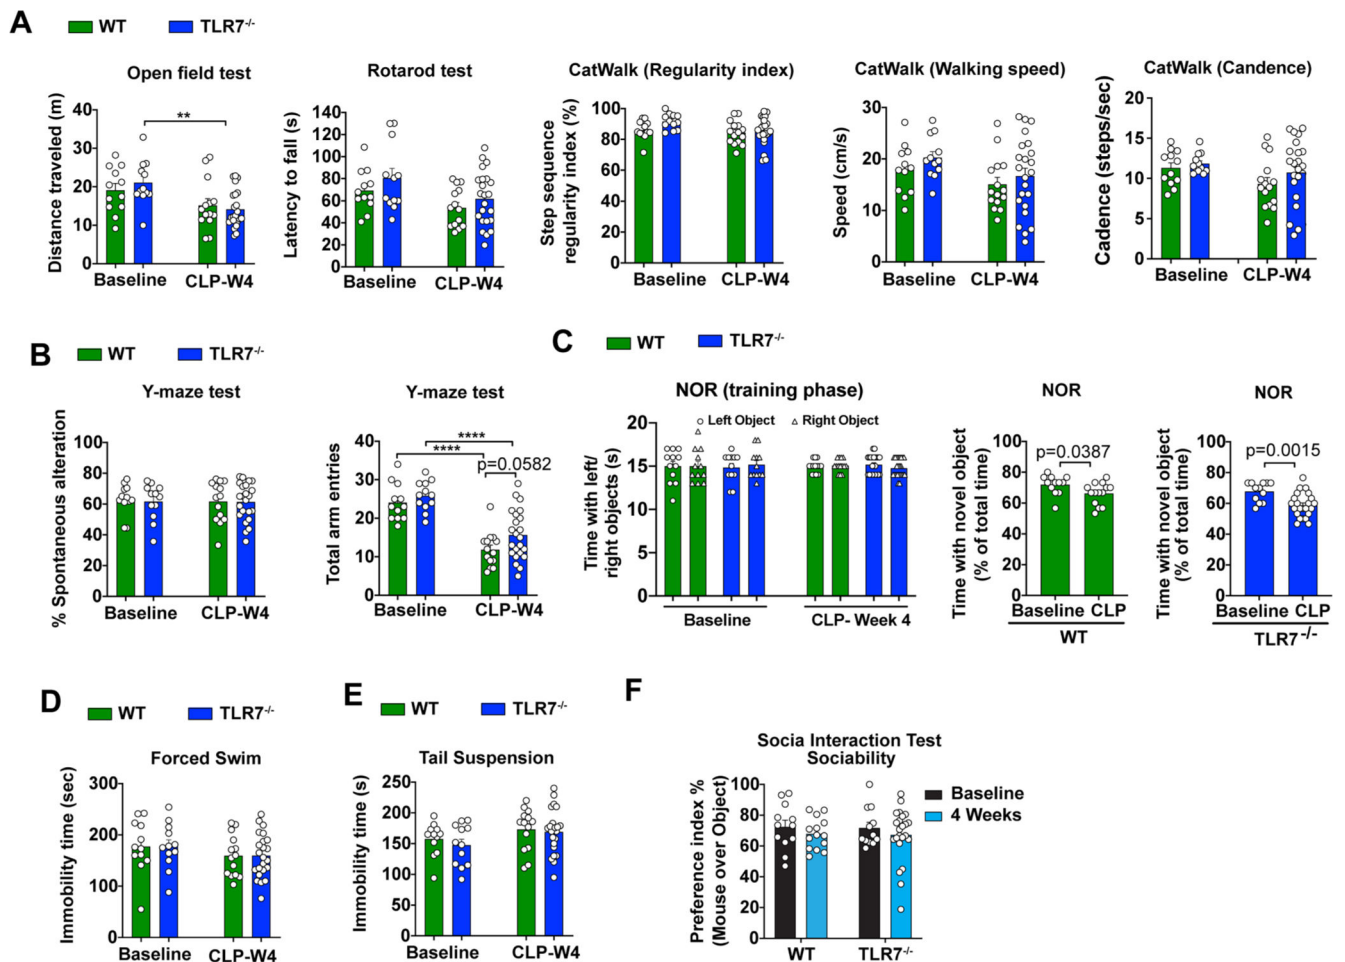 A
WT
TLR7-/-
Open field test
Distance traveled (m)
40
30
20
10
0
**
Baseline
CLP-W4
Rotarod test
Latency to fall (s)
140
120
100
80
60
40
20
0
Baseline
CLP-W4
CatWalk (Regularity index)
Step sequence
regularity index (%)
100
80
60
40
20
0
Baseline
CLP-W4
CatWalk (Walking speed)
Speed (cm/s)
30
20
10
0
Baseline
CLP-W4
CatWalk (Candence)
Cadence (steps/sec)
20
15
10
5
0
Baseline
CLP-W4
B
WT
TLR7-/-
Y-maze test
% Spontaneous alteration
100
80
60
40
20
0
Baseline
CLP-W4
Y-maze test
Total arm entries
40
30
20
10
0
****
****
p=0.0582
Baseline
CLP-W4
C
WT
TLR7-/-
NOR (training phase)
Left Object
Right Object
Time with left/
right objects (s)
20
15
10
5
0
Baseline
CLP- Week 4
NOR
Time with novel object
(% of total time)
100
80
60
40
20
0
p=0.0387
Baseline CLP
WT
NOR
Time with novel object
(% of total time)
100
80
60
40
20
0
p=0.0015
Baseline CLP
TLR7-/-
D
WT
TLR7-/-
Forced Swim
Immobility time (sec)
300
200
100
0
Baseline
CLP-W4
E
WT
TLR7-/-
Tail Suspension
Immobility time (s)
250
200
150
100
50
0
Baseline
CLP-W4
F
Socia Interaction Test
Sociability
Preference index %
(Mouse over Object)
100
80
60
40
20
0
WT
TLR7-/-
Baseline
4 Weeks